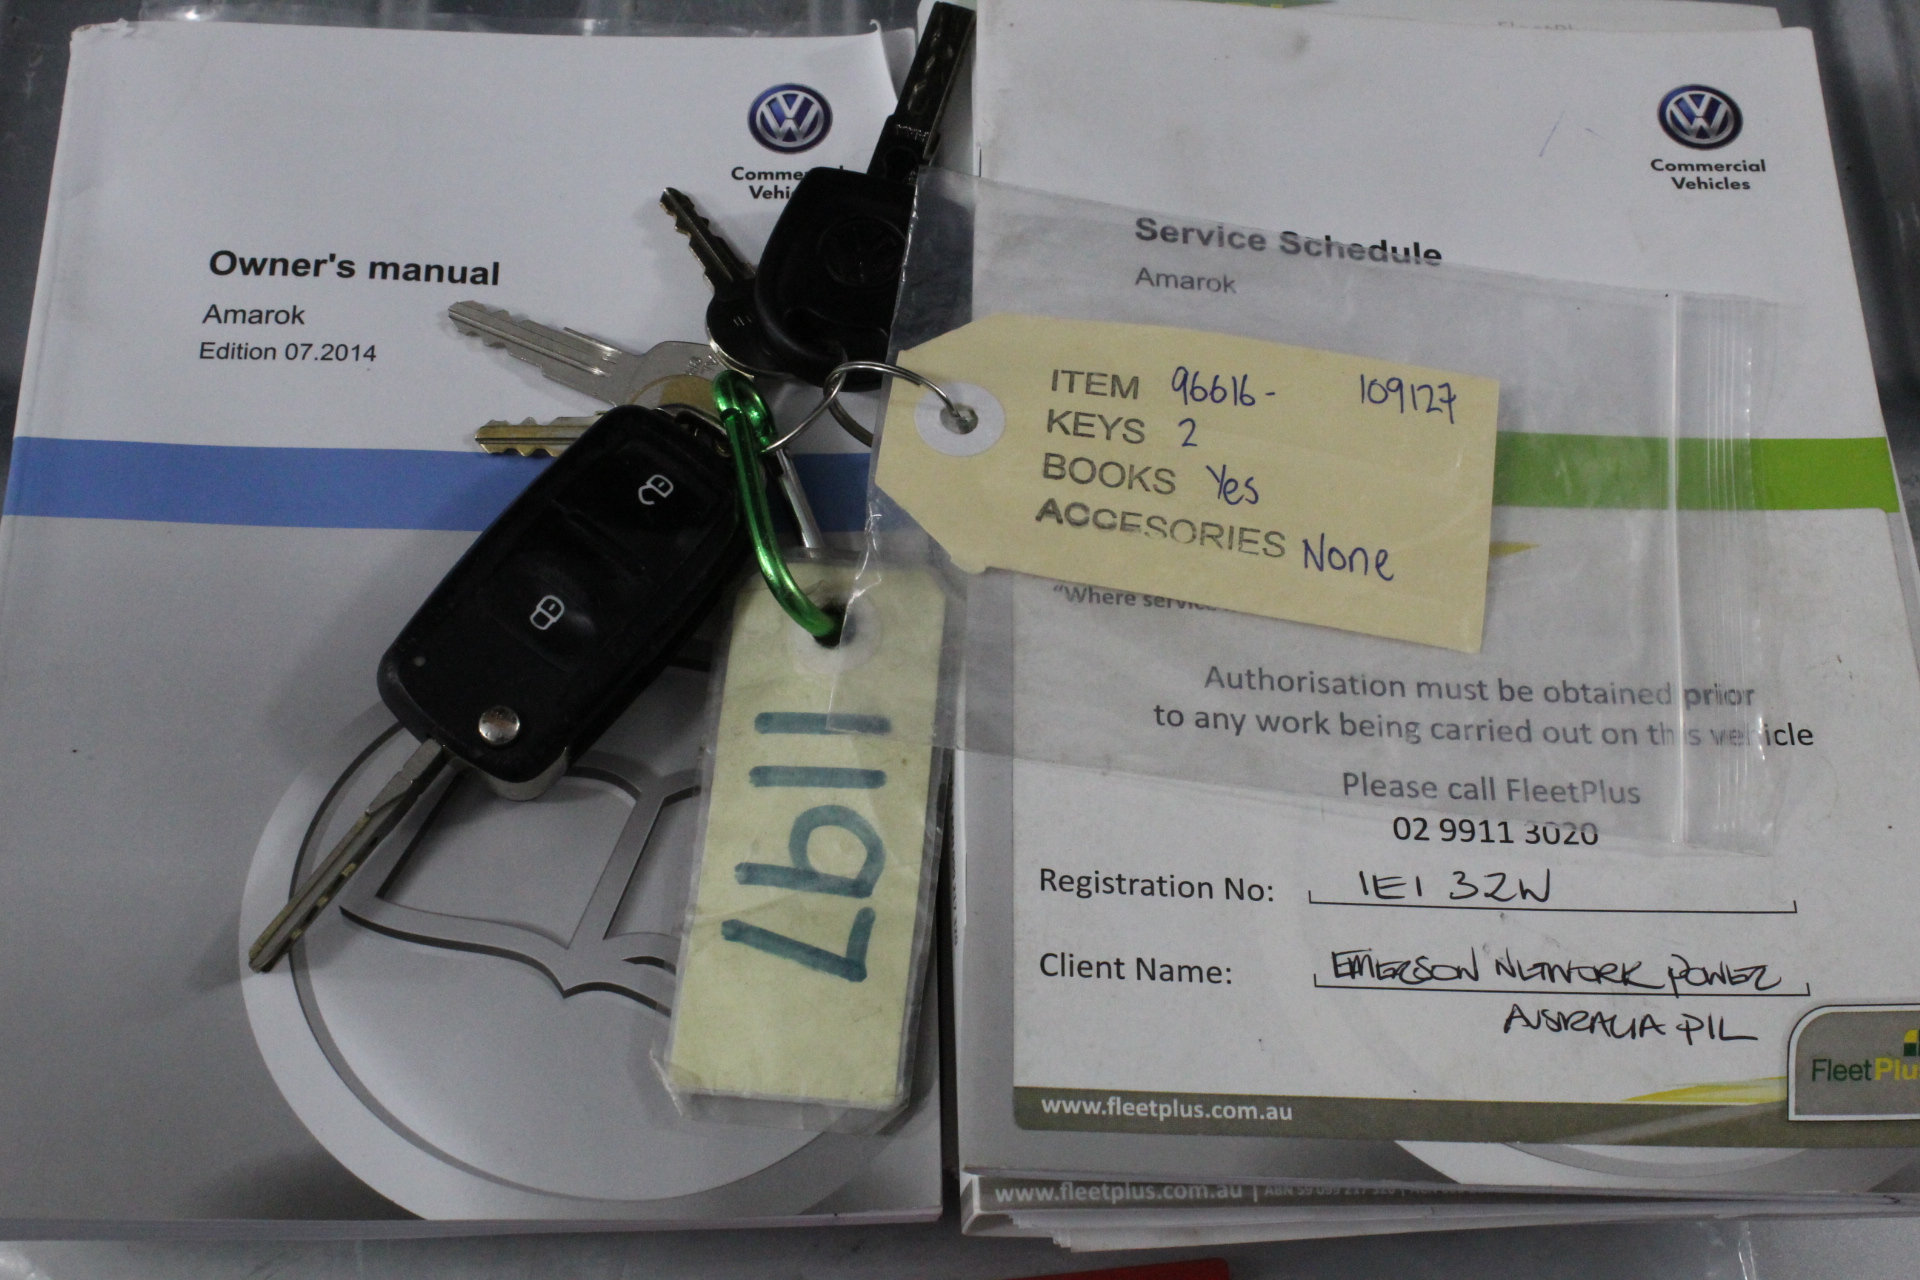 Commercial
Vehicles
Owner's manual
Amarok
Edition 07.2014
Commercial
Vehicles
Service Schedule
Amarok
ITEM 96616- 109127
KEYS 2
BOOKS Yes
ACCESORIES None
1197
"Where service
Authorisation must be obtained prior
to any work being carried out on this vehicle
Please call FleetPlus
02 9911 3020
Registration No: 1EI 3ZW
Client Name: EMERSON NETWORK POWER
AUSTRALIA P/L
FleetPlus
www.fleetplus.com.au
www.fleetplus.com.au